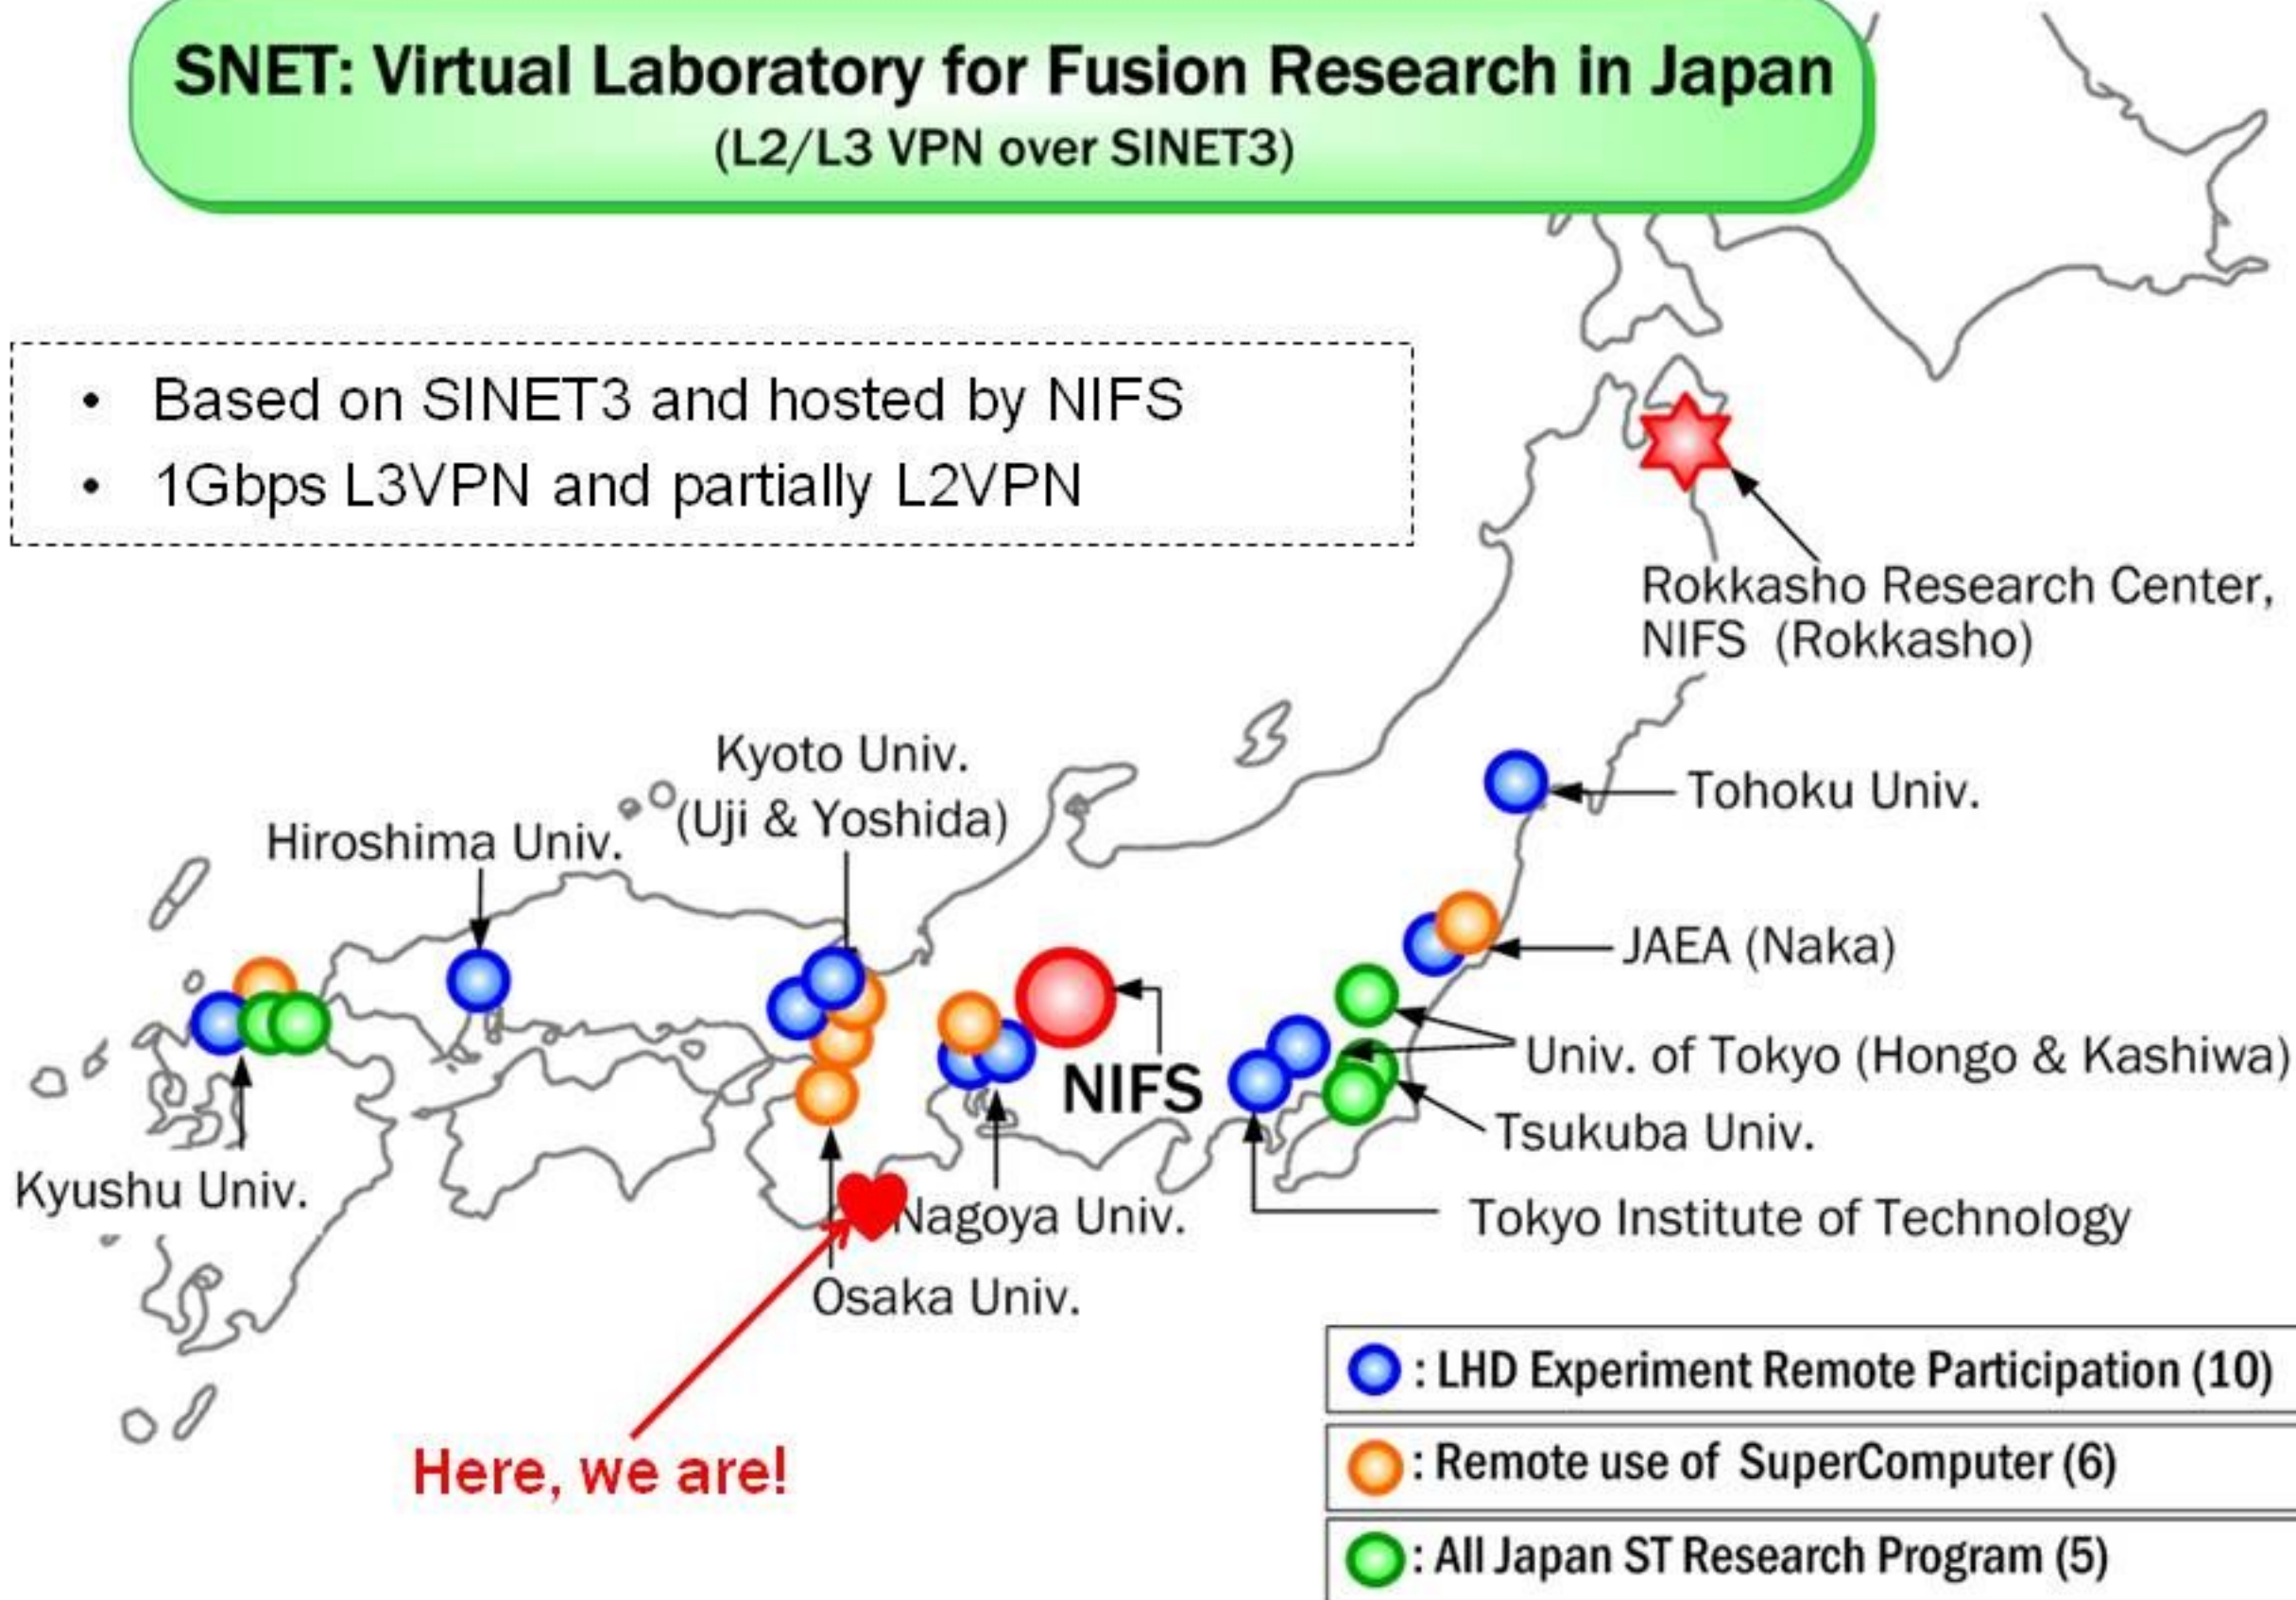 SNET: Virtual Laboratory for Fusion Research in Japan
(L2/L3 VPN over SINET3)
• Based on SINET3 and hosted by NIFS
• 1Gbps L3VPN and partially L2VPN
Rokkasho Research Center,
NIFS (Rokkasho)
Kyoto Univ.
(Uji & Yoshida)
Hiroshima Univ.
Tohoku Univ.
JAEA (Naka)
Univ. of Tokyo (Hongo & Kashiwa)
NIFS
Tsukuba Univ.
Kyushu Univ.
Nagoya Univ.
Tokyo Institute of Technology
Osaka Univ.
Here, we are!
: LHD Experiment Remote Participation (10)
: Remote use of SuperComputer (6)
: All Japan ST Research Program (5)